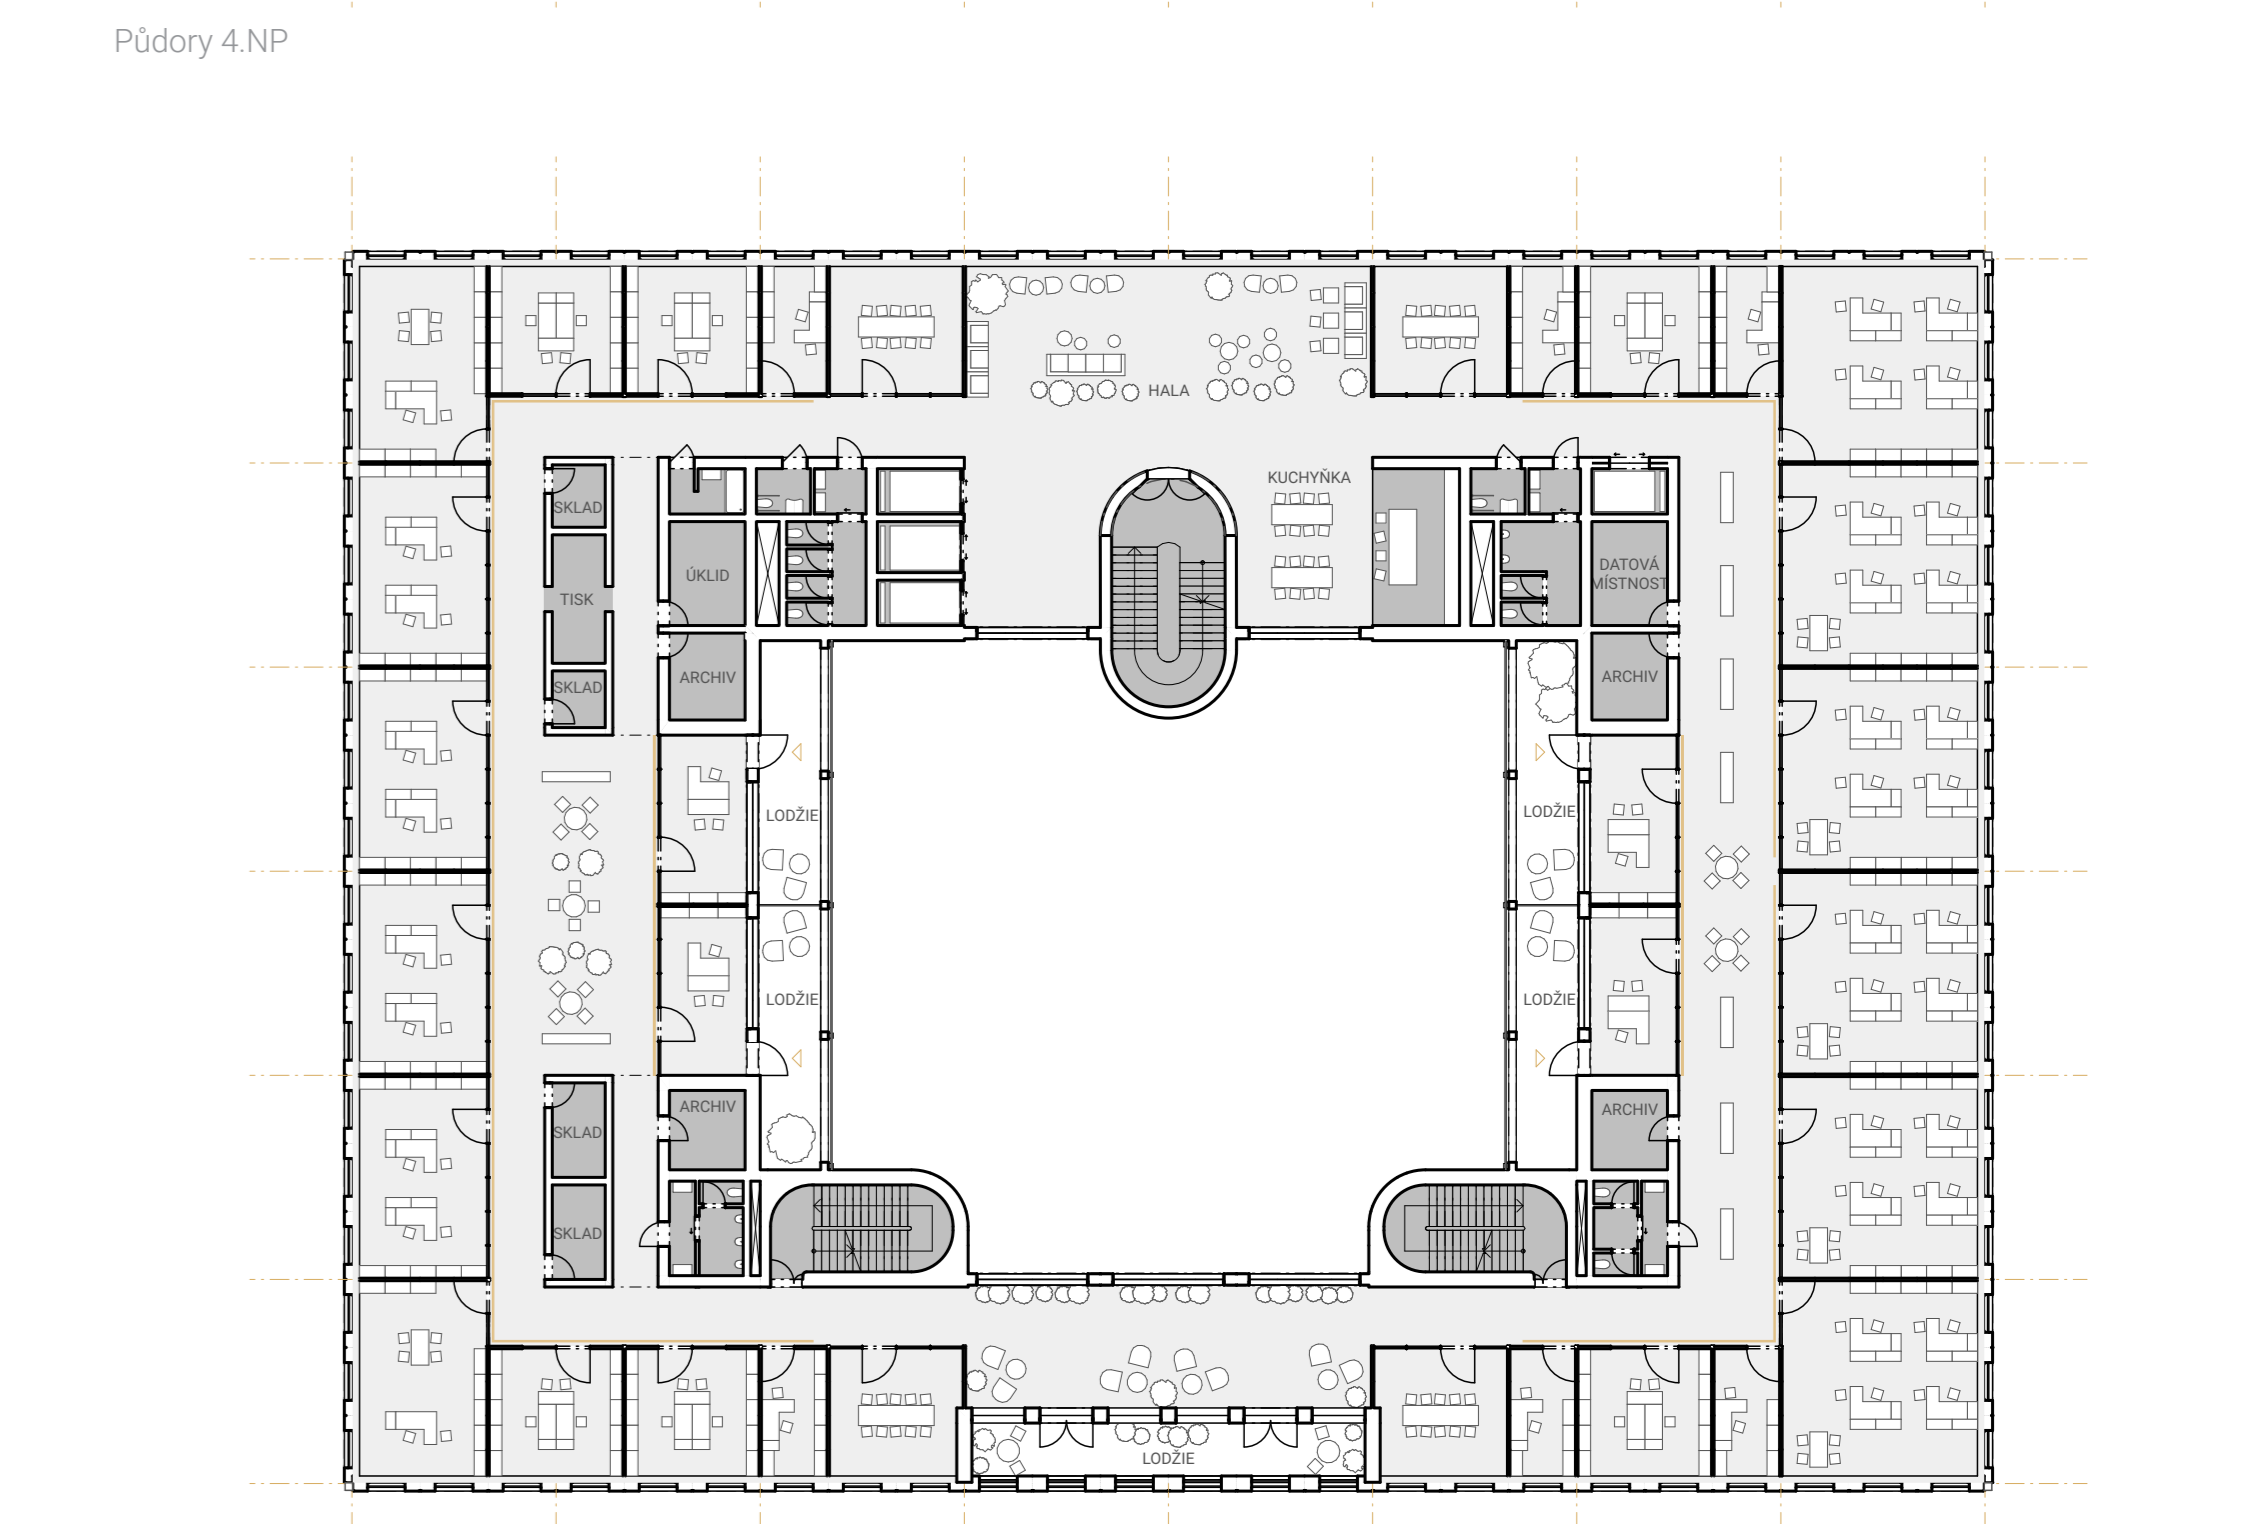 Půdory 4.NP
HALA
KUCHYŇKA
SKLAD
ÚKLID
DATOVÁ
MÍSTNOST
TISK
ARCHIV
ARCHIV
SKLAD
LODŽIE
LODŽIE
LODŽIE
LODŽIE
ARCHIV
ARCHIV
SKLAD
SKLAD
LODŽIE